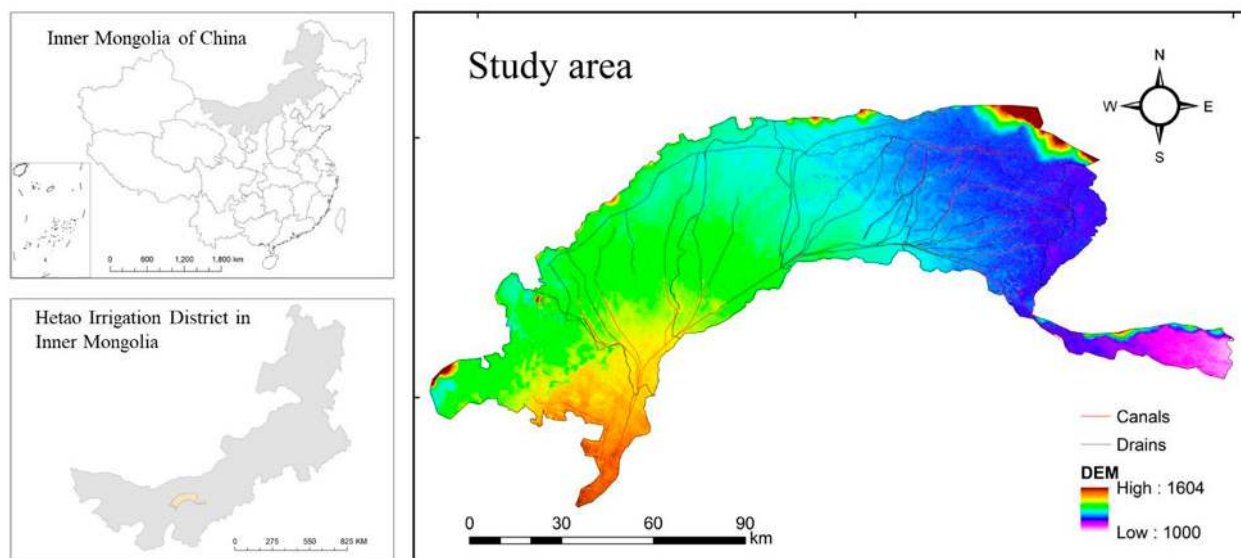 Inner Mongolia of China
0 600 1,200 1,800 KM
Hetao Irrigation District in
Inner Mongolia
0 275 550 825 KM
Study area
N
W E
S
Canals
Drains
DEM
High : 1604
Low : 1000
0 30 60 90
km